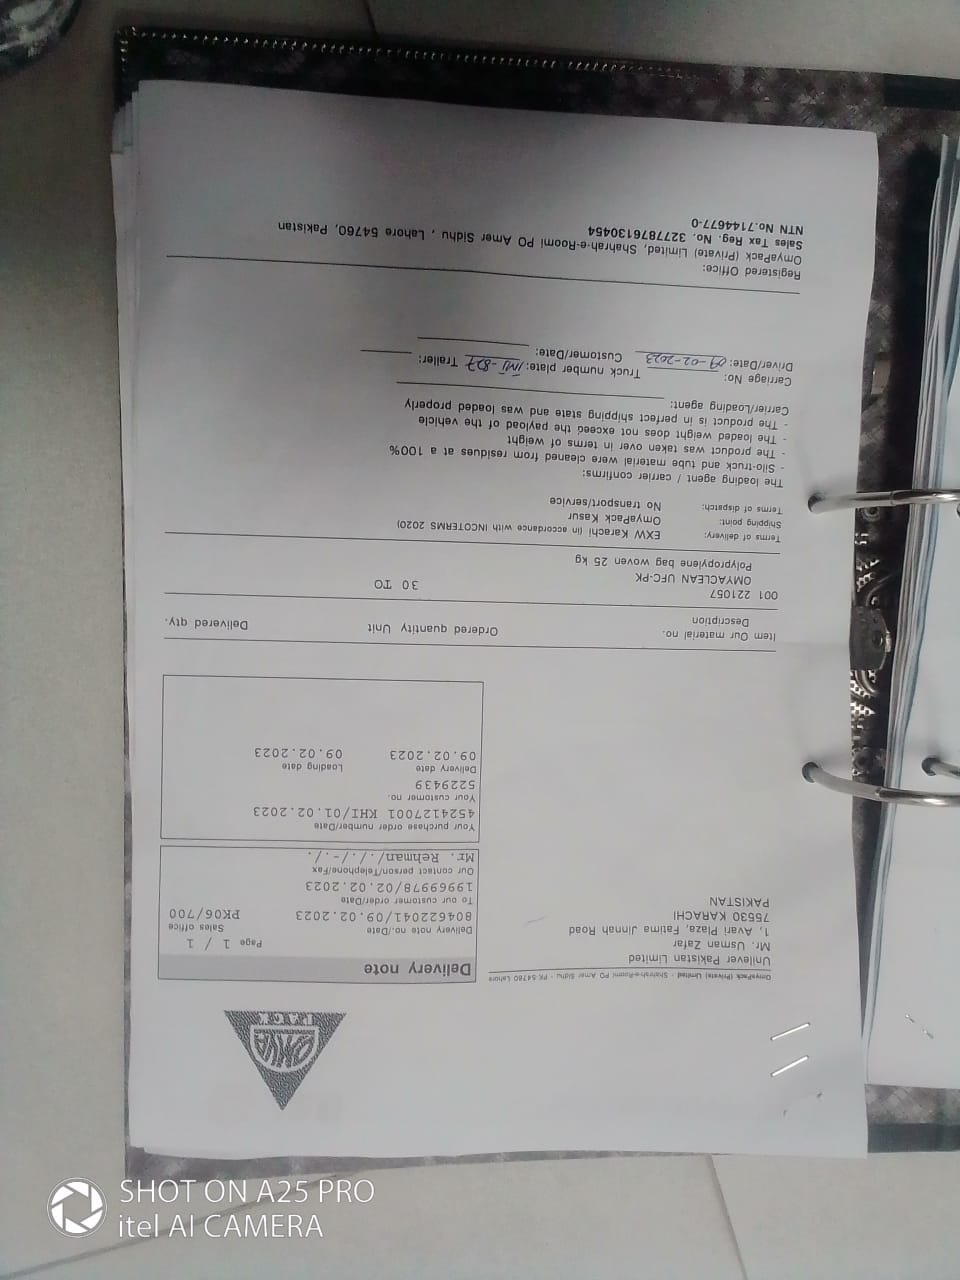 SHOT ON A25 PRO
itel AI CAMERA
OMYA
PACK
OmyaPack (Private) Limited - Shahrah-e-Roomi PO Amer Sidhu - PK-54760 Lahore
Unilever Pakistan Limited
Mr. Usman Zafar
1, Avari Plaza, Fatima Jinnah Road
75530 KARACHI
PAKISTAN
Delivery note
Page 1 / 1
Delivery note no./Date Sales office
804622041/09.02.2023 PK06/700
To our customer order/Date
19969978/02.02.2023
Our contact person/Telephone/Fax
Mr. Rehman/././-./.
Your purchase order number/Date
4524127001 KHI/01.02.2023
Your customer no.
5229439
Delivery date Loading date
09.02.2023 09.02.2023
Item Our material no. Ordered quantity Unit Delivered qty.
Description
001 221057 30 TO
OMYACLEAN UFC-PK
Polypropylene bag woven 25 kg
Terms of delivery: EXW Karachi (in accordance with INCOTERMS 2020)
Shipping point: OmyaPack Kasur
Terms of dispatch: No transport/service
The loading agent / carrier confirms:
- Silo-truck and tube material were cleaned from residues at a 100%
- The product was taken over in terms of weight
- The loaded weight does not exceed the payload of the vehicle
- The product is in perfect shipping state and was loaded properly
Carrier/Loading agent:
Carriage No: Truck number plate: -827 Trailer:
Driver/Date: 09-02-2023 Customer/Date:
Registered Office:
OmyaPack (Private) Limited, Shahrah-e-Roomi PO Amer Sidhu , Lahore 54760, Pakistan
Sales Tax Reg. No. 3277876130454
NTN No.7144677-0